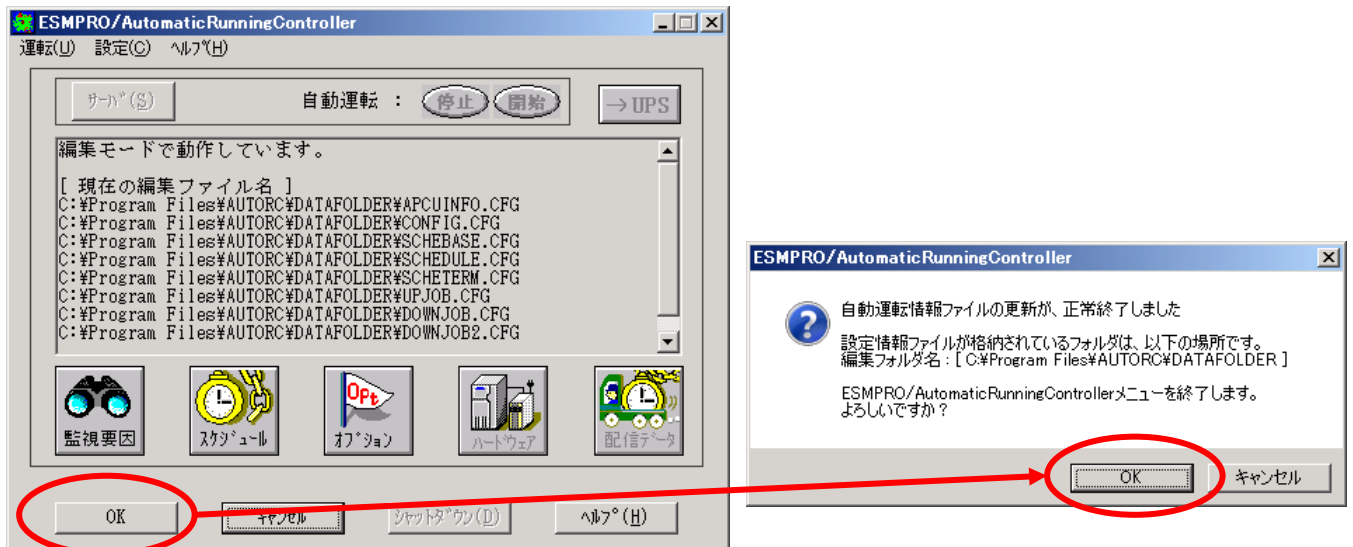 ESMPRO/AutomaticRunningController
運転(U) 設定(C) ヘルプ(H)
サーバ(S)
自動運転 : 停止 開始
→UPS
編集モードで動作しています。
[ 現在の編集ファイル名 ]
C:¥Program Files¥AUTORC¥DATAFOLDER¥APCUINFO.CFG
C:¥Program Files¥AUTORC¥DATAFOLDER¥CONFIG.CFG
C:¥Program Files¥AUTORC¥DATAFOLDER¥SCHEBASE.CFG
C:¥Program Files¥AUTORC¥DATAFOLDER¥SCHEDULE.CFG
C:¥Program Files¥AUTORC¥DATAFOLDER¥SCHETERM.CFG
C:¥Program Files¥AUTORC¥DATAFOLDER¥UPJOB.CFG
C:¥Program Files¥AUTORC¥DATAFOLDER¥DOWNJOB.CFG
C:¥Program Files¥AUTORC¥DATAFOLDER¥DOWNJOB2.CFG
OPt
監視要因 スケジュール オプション ハードウェア 配信データ
OK キャンセル シャットダウン(D) ヘルプ(H)
ESMPRO/AutomaticRunningController
自動運転情報ファイルの更新が、正常終了しました
設定情報ファイルが格納されているフォルダは、以下の場所です。
編集フォルダ名：[ C:¥Program Files¥AUTORC¥DATAFOLDER ]
ESMPRO/AutomaticRunningControllerメニューを終了します。
よろしいですか？
OK キャンセル